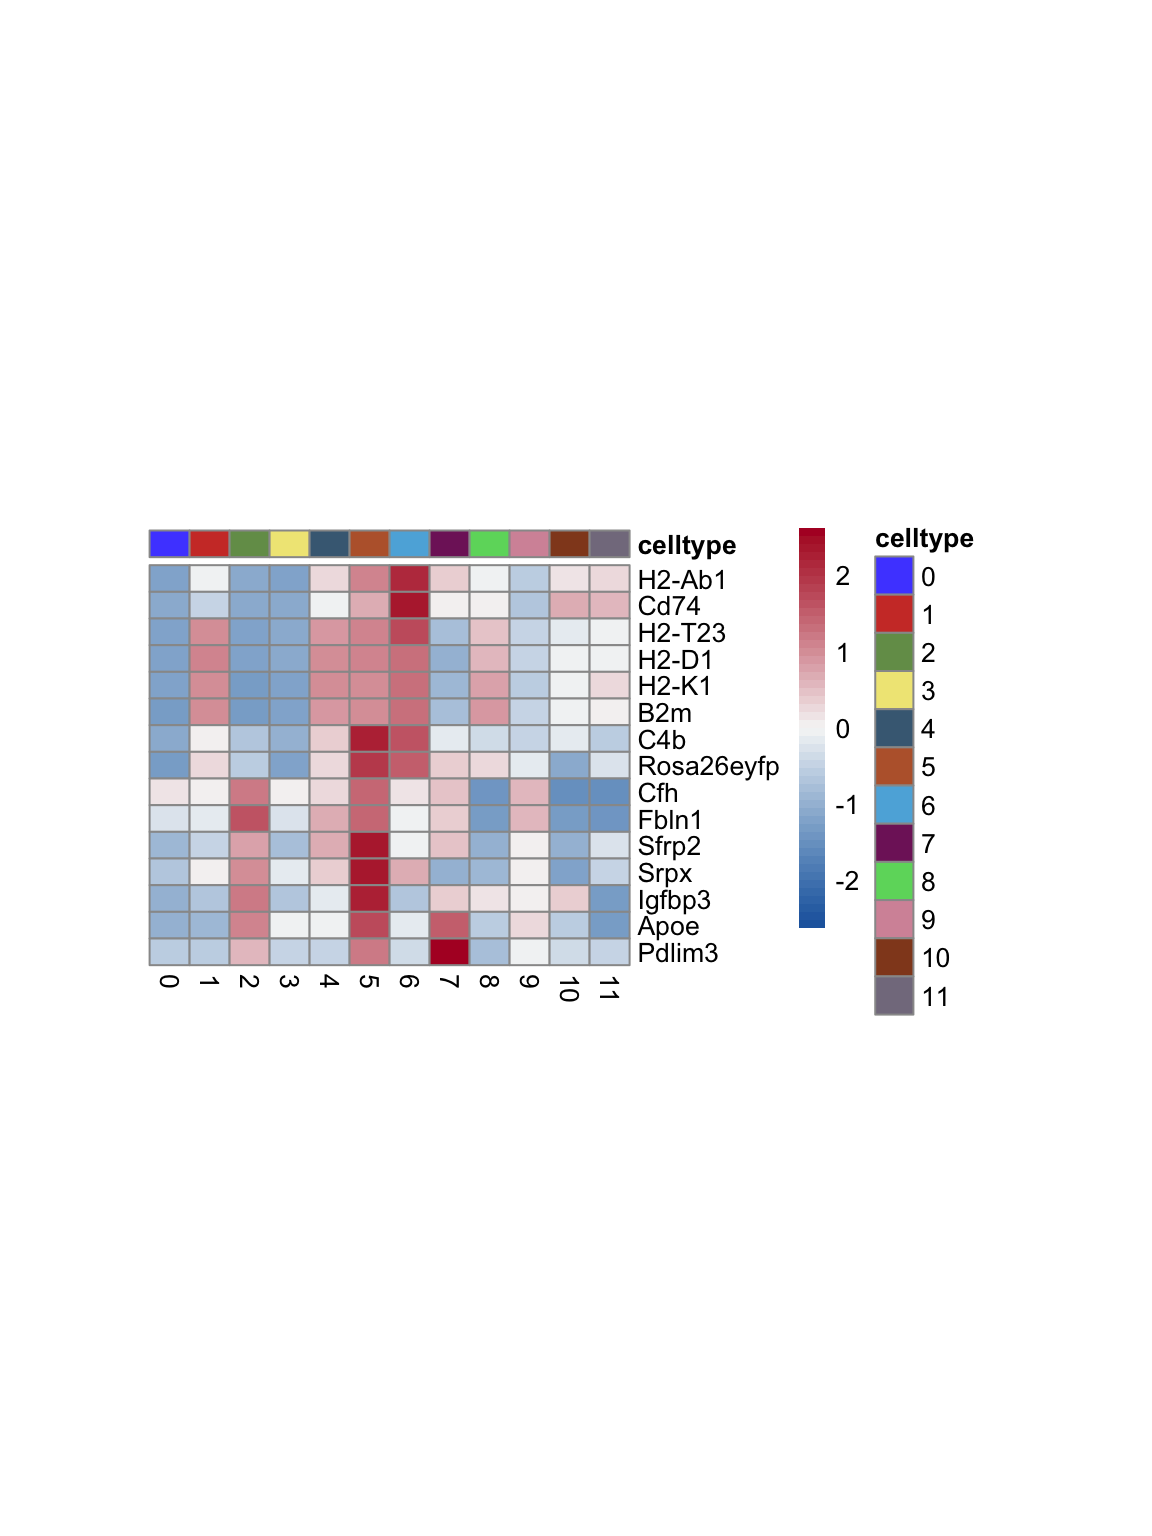 celltype
H2-Ab1
Cd74
H2-T23
H2-D1
H2-K1
B2m
C4b
Rosa26eyfp
Cfh
Fbln1
Sfrp2
Srpx
Igfbp3
Apoe
Pdlim3
0 1 2 3 4 5 6 7 8 9 10 11
2
1
0
-1
-2
celltype
0
1
2
3
4
5
6
7
8
9
10
11